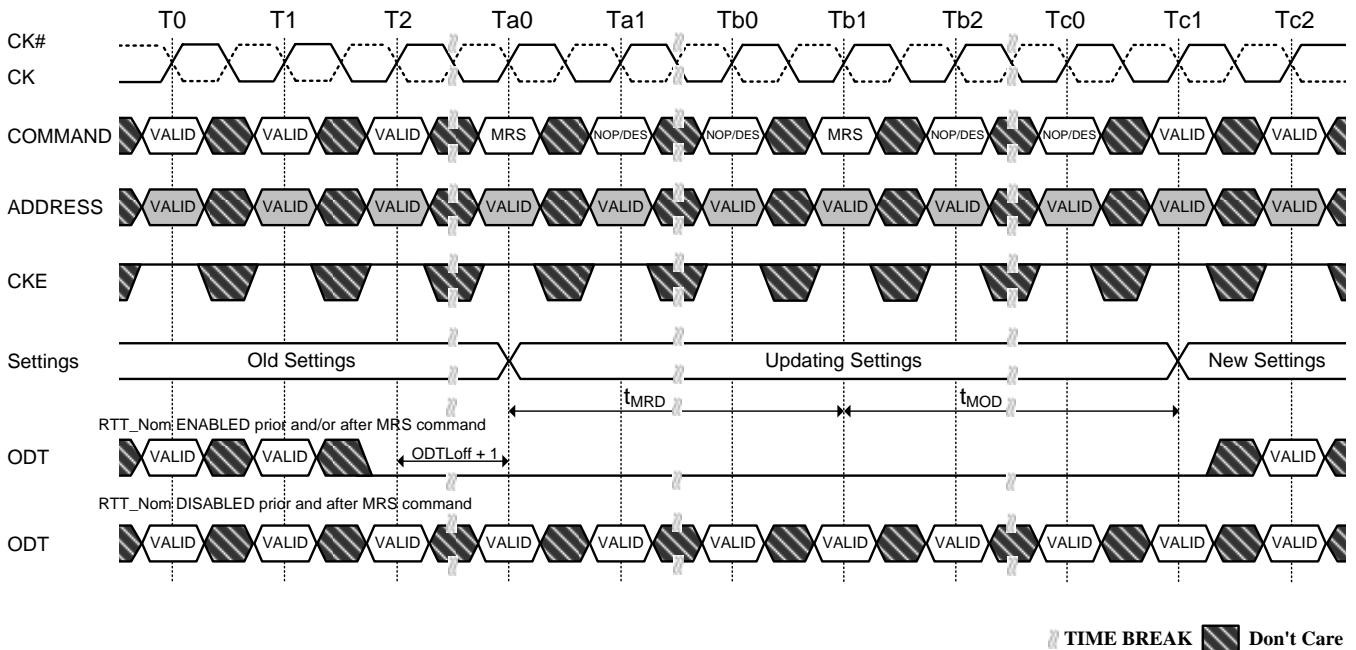 T0 T1 T2 Ta0 Ta1 Tb0 Tb1 Tb2 Tc0 Tc1 Tc2
CK#
CK
COMMAND VALID VALID VALID MRS NOP/DES NOP/DES MRS NOP/DES NOP/DES VALID VALID
ADDRESS VALID VALID VALID VALID VALID VALID VALID VALID VALID VALID VALID
CKE
Settings Old Settings Updating Settings New Settings
tMRD tMOD
RTT_Nom ENABLED prior and/or after MRS command
ODT VALID VALID ODTLoff + 1 VALID
RTT_Nom DISABLED prior and after MRS command
ODT VALID VALID VALID VALID VALID VALID VALID VALID VALID VALID VALID
TIME BREAK Don't Care